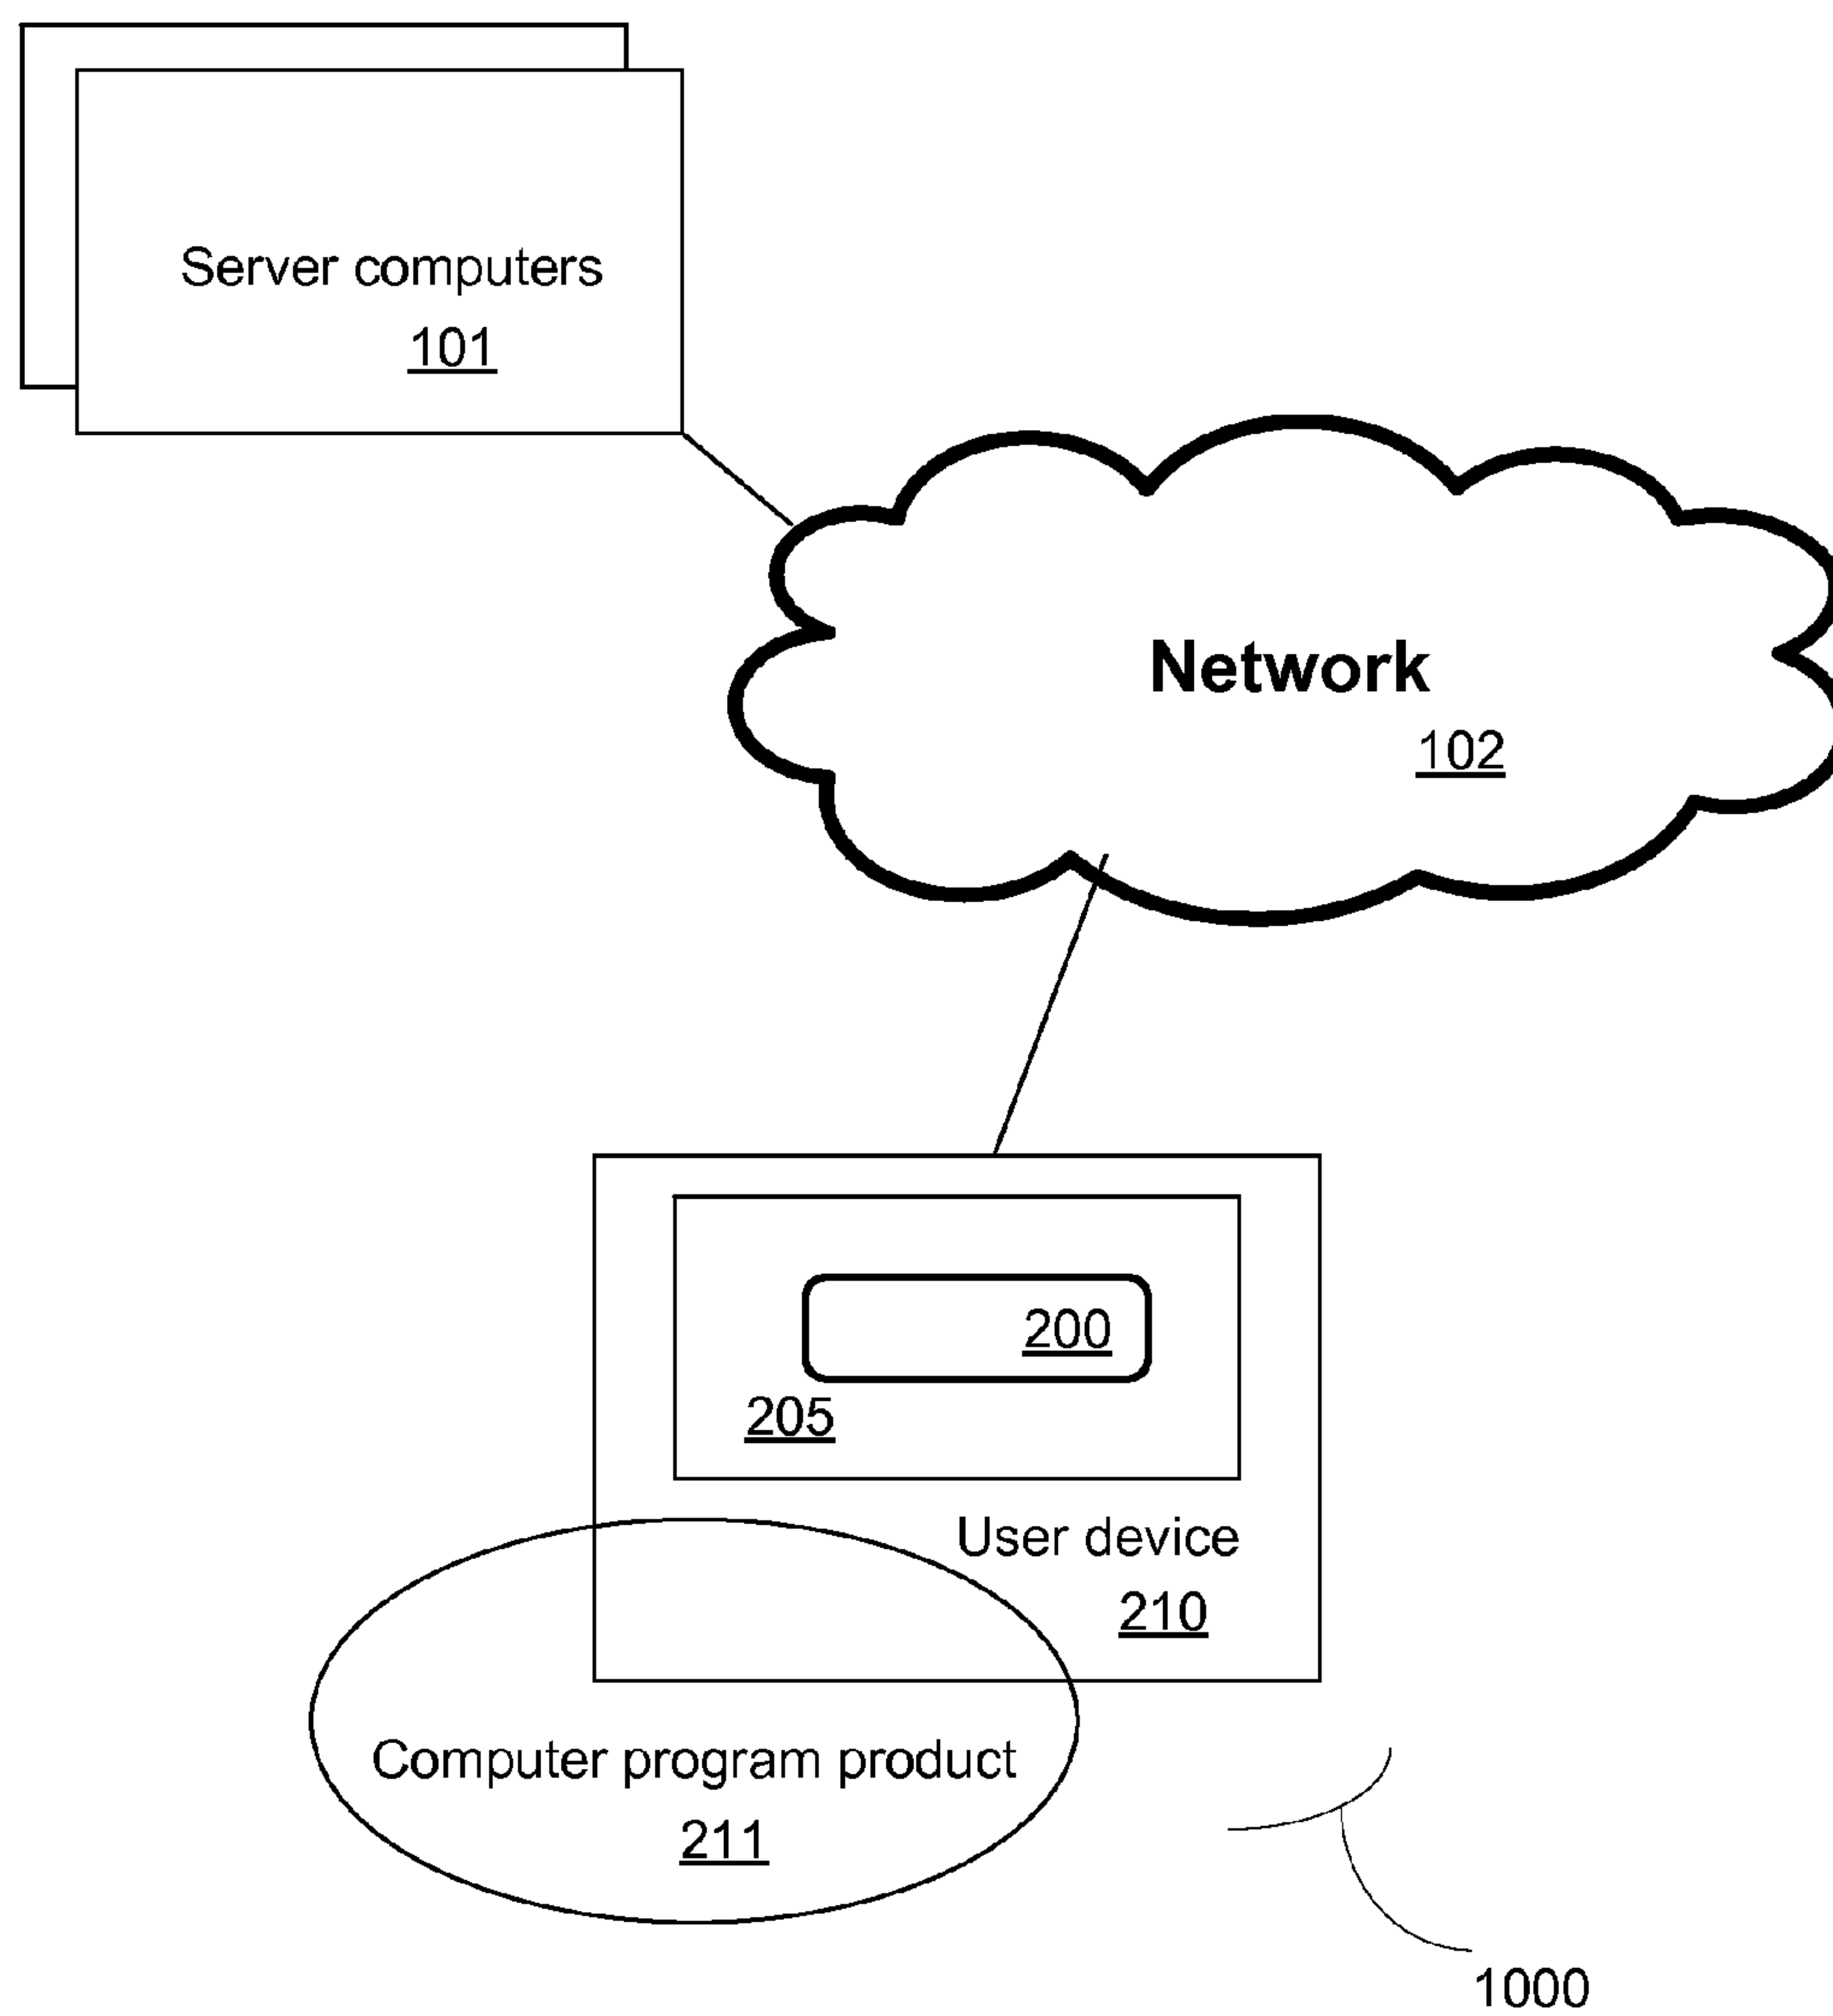 Server computers
101
Network
102
200
205
User device
210
Computer program product
211
1000